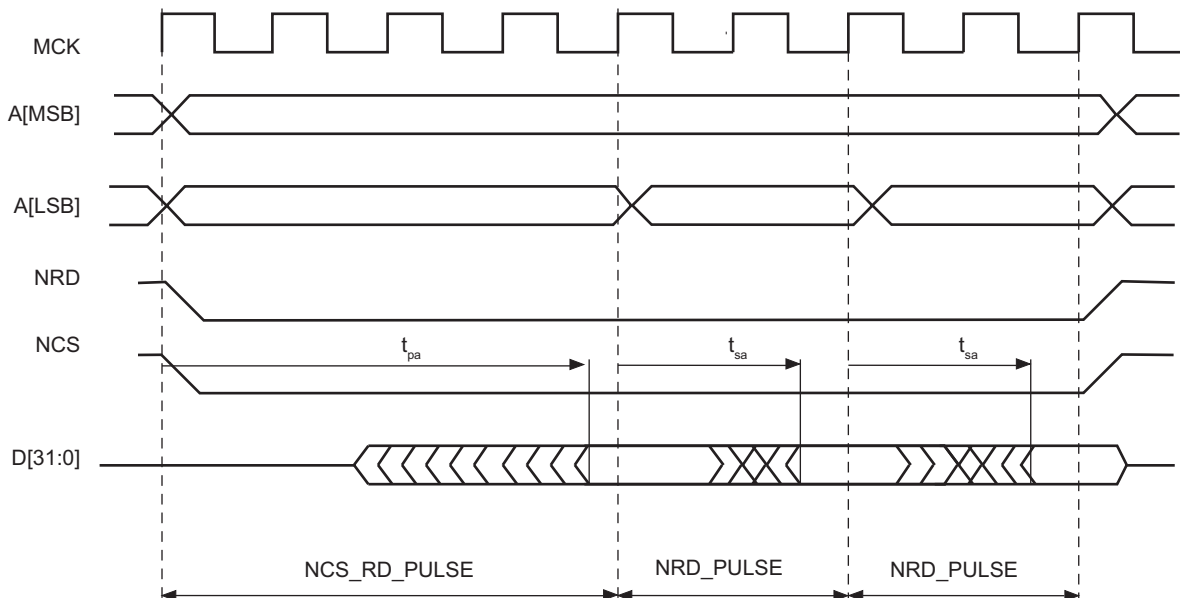 MCK
A[MSB]
A[LSB]
NRD
NCS
tpa
tsa
tsa
D[31:0]
NCS_RD_PULSE
NRD_PULSE
NRD_PULSE